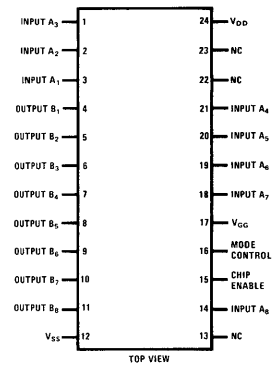 INPUT A₃ 1 24 V_DD
INPUT A₂ 2 23 NC
INPUT A₁ 3 22 NC
OUTPUT B₁ 4 21 INPUT A₄
OUTPUT B₂ 5 20 INPUT A₅
OUTPUT B₃ 6 19 INPUT A₆
OUTPUT B₄ 7 18 INPUT A₇
OUTPUT B₅ 8 17 V_GG
OUTPUT B₆ 9 16 MODE CONTROL
OUTPUT B₇ 10 15 CHIP ENABLE
OUTPUT B₈ 11 14 INPUT A₈
V_SS 12 13 NC
TOP VIEW